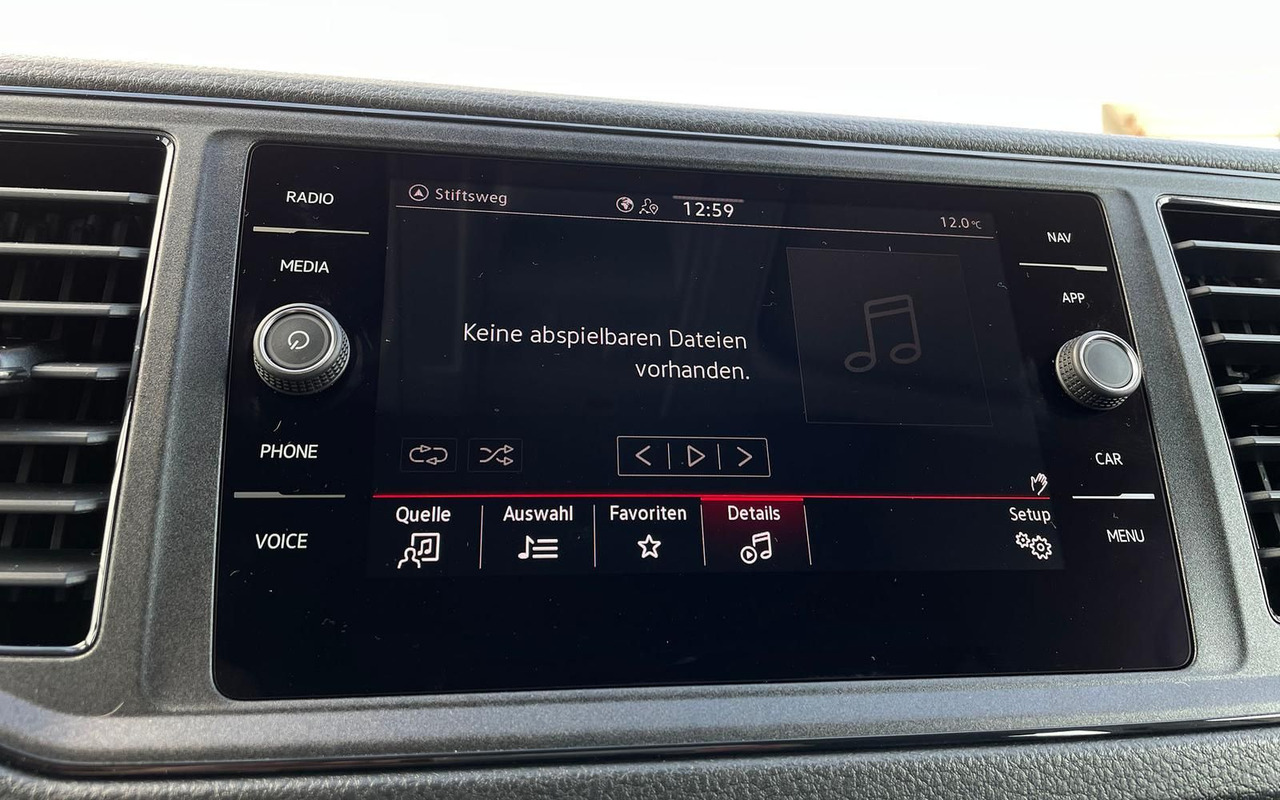 RADIO
MEDIA
PHONE
VOICE
Stiftsweg
12:59
12.0°C
Keine abspielbaren Dateien
vorhanden.
Quelle
Auswahl
Favoriten
Details
Setup
NAV
APP
CAR
MENU